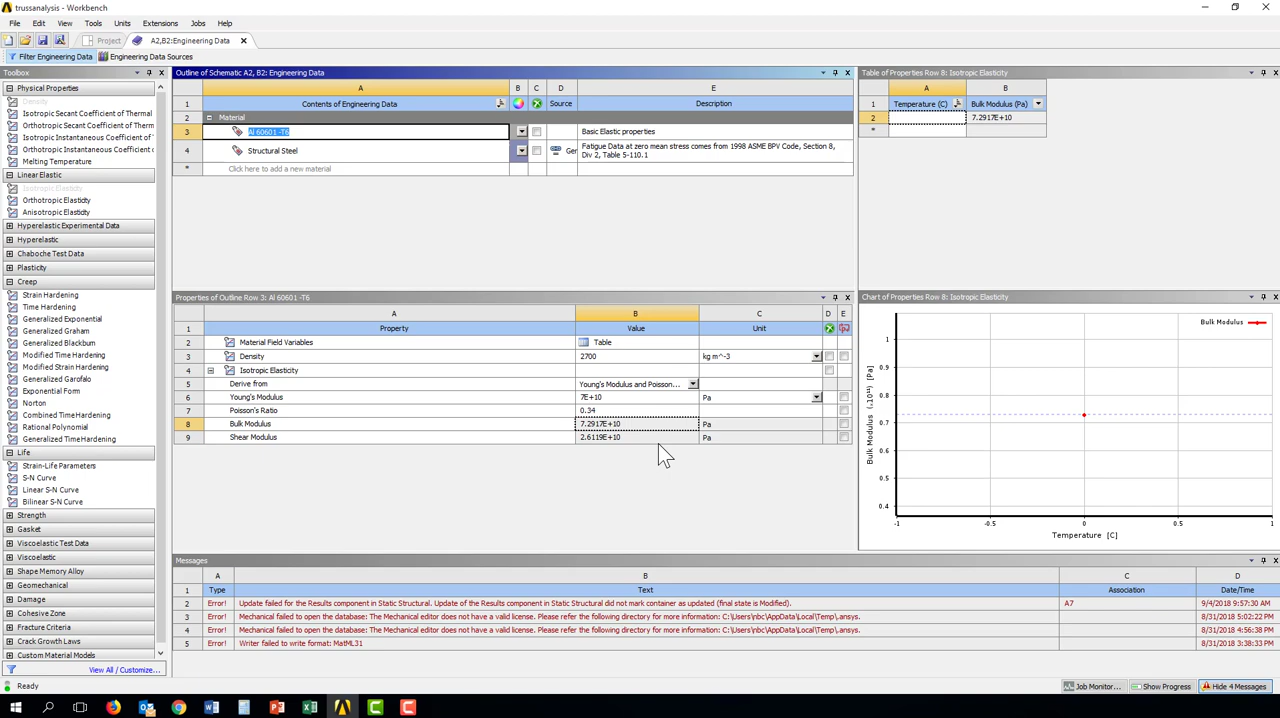 trussanalysis - Workbench
File Edit View Tools Units Extensions Jobs Help
Project A2,B2:Engineering Data
Filter Engineering Data Engineering Data Sources
Toolbox
Physical Properties
Density
Isotropic Secant Coefficient of Thermal
Orthotropic Secant Coefficient of Therm
Isotropic Instantaneous Coefficient of
Orthotropic Instantaneous Coefficient of
Melting Temperature
Linear Elastic
Isotropic Elasticity
Orthotropic Elasticity
Anisotropic Elasticity
Hyperelastic Experimental Data
Hyperelastic
Chaboche Test Data
Plasticity
Creep
Strain Hardening
Time Hardening
Generalized Exponential
Generalized Graham
Generalized Blackburn
Modified Time Hardening
Modified Strain Hardening
Generalized Garofalo
Exponential Form
Norton
Combined Time Hardening
Rational Polynomial
Generalized Time Hardening
Life
Strain-Life Parameters
S-N Curve
Linear S-N Curve
Bilinear S-N Curve
Strength
Gasket
Viscoelastic Test Data
Viscoelastic
Shape Memory Alloy
Geomechanical
Damage
Cohesive Zone
Fracture Criteria
Crack Growth Laws
Custom Material Models
View All / Customize...
Outline of Schematic A2, B2: Engineering Data
A B C D E
1 Contents of Engineering Data Source Description
2 Material
3 Al 60601 -T6 Basic Elastic properties
4 Structural Steel Ger Fatigue Data at zero mean stress comes from 1998 ASME BPV Code, Section 8,
Div 2, Table 5-110.1
* Click here to add a new material
Table of Properties Row 8: Isotropic Elasticity
A B
1 Temperature (C) Bulk Modulus (Pa)
2 7.2917E+10
*
Properties of Outline Row 3: Al 60601 -T6
A B C D E
1 Property Value Unit
2 Material Field Variables Table
3 Density 2700 kg m^-3
4 Isotropic Elasticity
5 Derive from Young's Modulus and Poisson...
6 Young's Modulus 7E+10 Pa
7 Poisson's Ratio 0.34
8 Bulk Modulus 7.2917E+10 Pa
9 Shear Modulus 2.6119E+10 Pa
Chart of Properties Row 8: Isotropic Elasticity
Bulk Modulus
1
0.9
0.8
0.7
0.6
0.5
0.4
-1 -0.5 0 0.5 1
Temperature [C]
Messages
A B C D
1 Type Text Association Date/Time
2 Error! Update failed for the Results component in Static Structural. Update of the Results component in Static Structural did not mark container as updated (final state is Modified). A7 9/4/2018 9:57:30 AM
3 Error! Mechanical failed to open the database: The Mechanical editor does not have a valid license. Please refer the following directory for more information: C:\Users\nbc\AppData\Local\Temp\.ansys. 8/31/2018 5:02:22 PM
4 Error! Mechanical failed to open the database: The Mechanical editor does not have a valid license. Please refer the following directory for more information: C:\Users\nbc\AppData\Local\Temp\.ansys. 8/31/2018 4:56:38 PM
5 Error! Writer failed to write format: MatML31 8/31/2018 3:38:33 PM
Ready
Job Monitor... Show Progress Hide 4 Messages